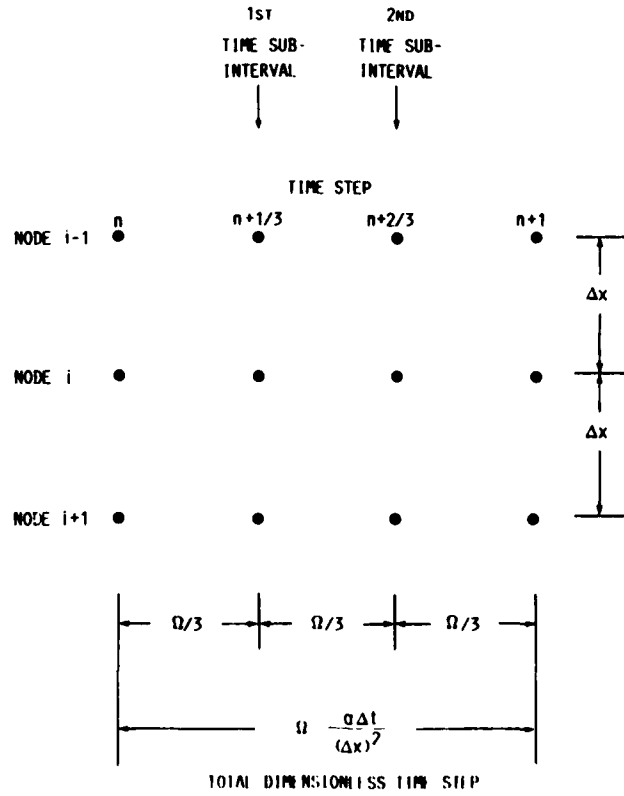 1ST 2ND
TIME SUB- TIME SUB-
INTERVAL INTERVAL
TIME STEP
n n+1/3 n+2/3 n+1
NODE i-1
Δx
NODE i
Δx
NODE i+1
Ω/3 Ω/3 Ω/3
Ω αΔt
(Δx)²
TOTAL DIMENSIONLESS TIME STEP